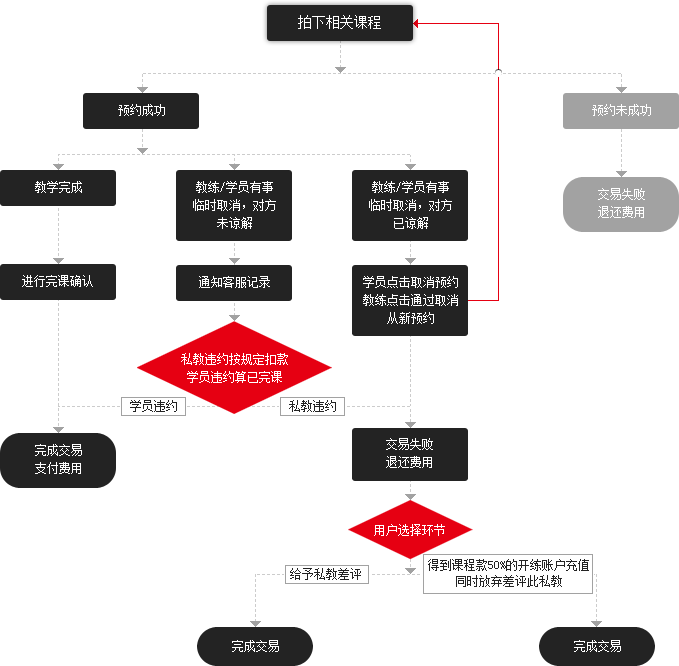 拍下相关课程
预约成功
预约未成功
教学完成
教练/学员有事
临时取消，对方
未谅解
教练/学员有事
临时取消，对方
已谅解
交易失败
退还费用
进行完课确认
通知客服记录
学员点击取消预约
教练点击通过取消
从新预约
私教违约按规定扣款
学员违约算已完课
学员违约
私教违约
完成交易
支付费用
交易失败
退还费用
用户选择环节
给予私教差评
得到课程款50%的开练账户充值
同时放弃差评此私教
完成交易
完成交易